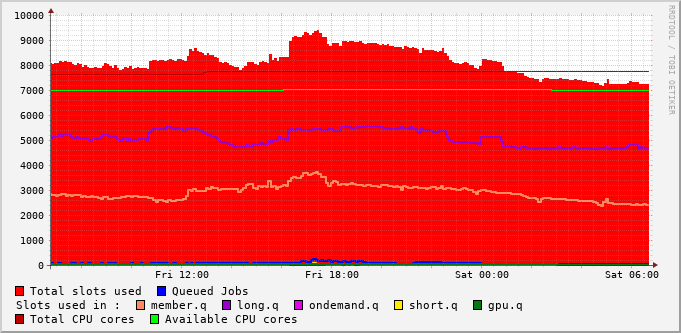 10000
9000
8000
7000
6000
5000
4000
3000
2000
1000
0
Fri 12:00 Fri 18:00 Sat 00:00 Sat 06:00
RRDTOOL / TOBI OETIKER
Total slots used Queued Jobs
Slots used in : member.q long.q ondemand.q short.q gpu.q
Total CPU cores Available CPU cores